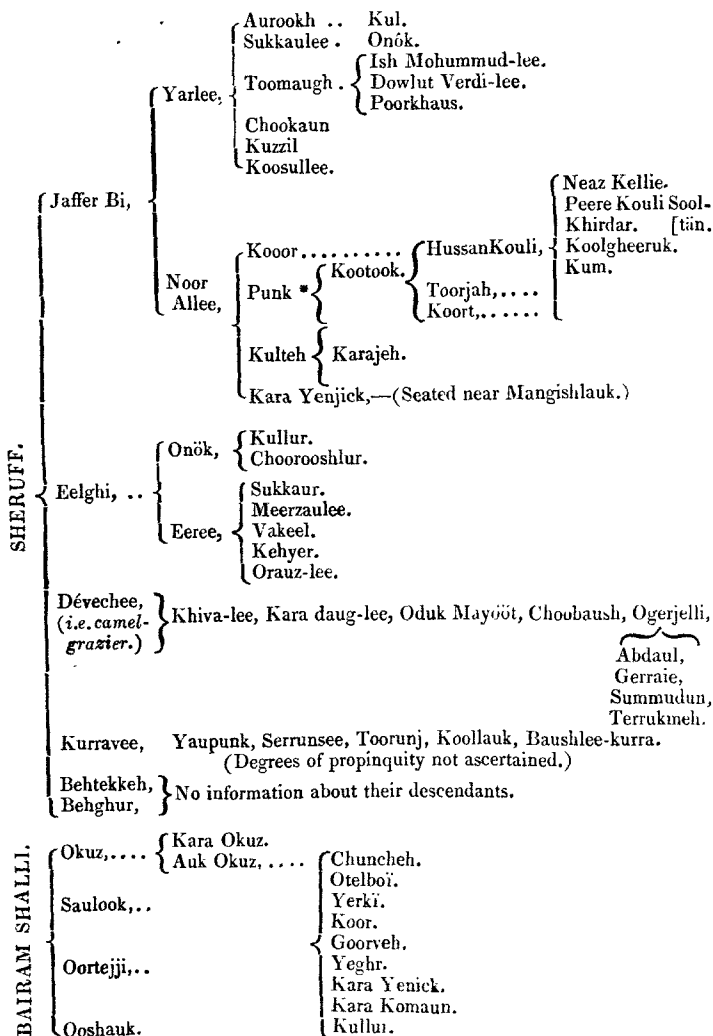 Aurookh .. Kul.
Sukkaulee . Onôk.
Ish Mohummud-lee.
Yarlee, Toomaugh . Dowlut Verdi-lee.
Poorkhaus.
Chookaun
Kuzzil
Koosullee.
Neaz Kellie.
Jaffer Bi, Peere Kouli Sool-
Khirdar. [tän.
Kooor .......... HussanKouli, Koolgheeruk.
Kootook. Kum.
Noor
Allee, Punk * Toorjah,....
Koort,......
Kulteh Karajeh.
Kara Yenjick,—(Seated near Mangishlauk.)
SHERUFF.
Onök, Kullur.
Choorooshlur.
Eelghi, .. Sukkaur.
Meerzaulee.
Eeree, Vakeel.
Kehyer.
Orauz-lee.
Dévechee,
(i.e. camel-
grazier.) Khiva-lee, Kara daug-lee, Oduk Mayööt, Choubaush, Ogerjelli,
Abdaul,
Gerraie,
Summudun,
Terrukmeh.
Kurravee, Yaupunk, Serrunsee, Toorunj, Koollauk, Baushlee-kurra.
(Degrees of propinquity not ascertained.)
Behtekkeh,
Behghur, No information about their descendants.
BAIRAM SHALLI.
Okuz,.... Kara Okuz.
Auk Okuz, .... Chuncheh.
Otelboï.
Saulook,.. Yerkï.
Koor.
Goorveh.
Oortejji,.. Yeghr.
Kara Yenick.
Kara Komaun.
Ooshauk. Kullur.